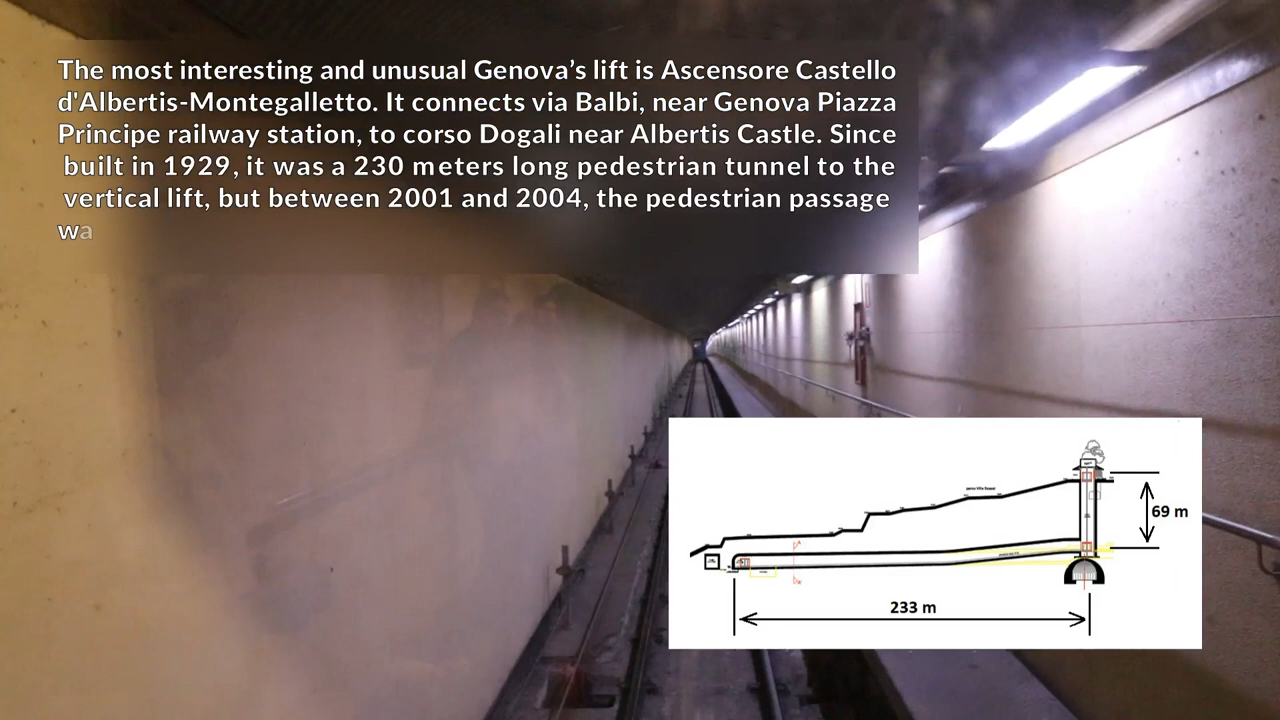 The most interesting and unusual Genova’s lift is Ascensore Castello
d'Albertis-Montegalletto. It connects via Balbi, near Genova Piazza
Principe railway station, to corso Dogali near Albertis Castle. Since
built in 1929, it was a 230 meters long pedestrian tunnel to the
vertical lift, but between 2001 and 2004, the pedestrian passage
wa
69 m
233 m